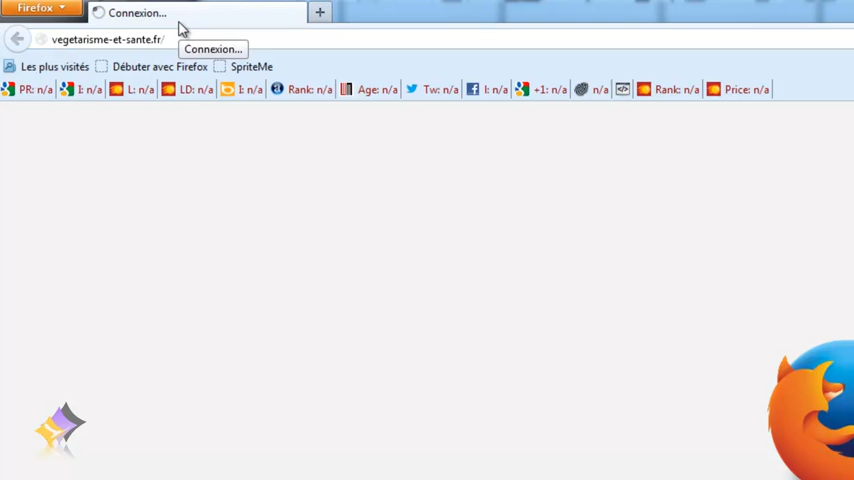 Firefox
Connexion...
vegetarisme-et-sante.fr/
Connexion...
Les plus visités Débuter avec Firefox SpriteMe
PR: n/a I: n/a L: n/a LD: n/a I: n/a Rank: n/a Age: n/a Tw: n/a l: n/a +1: n/a n/a </> Rank: n/a Price: n/a